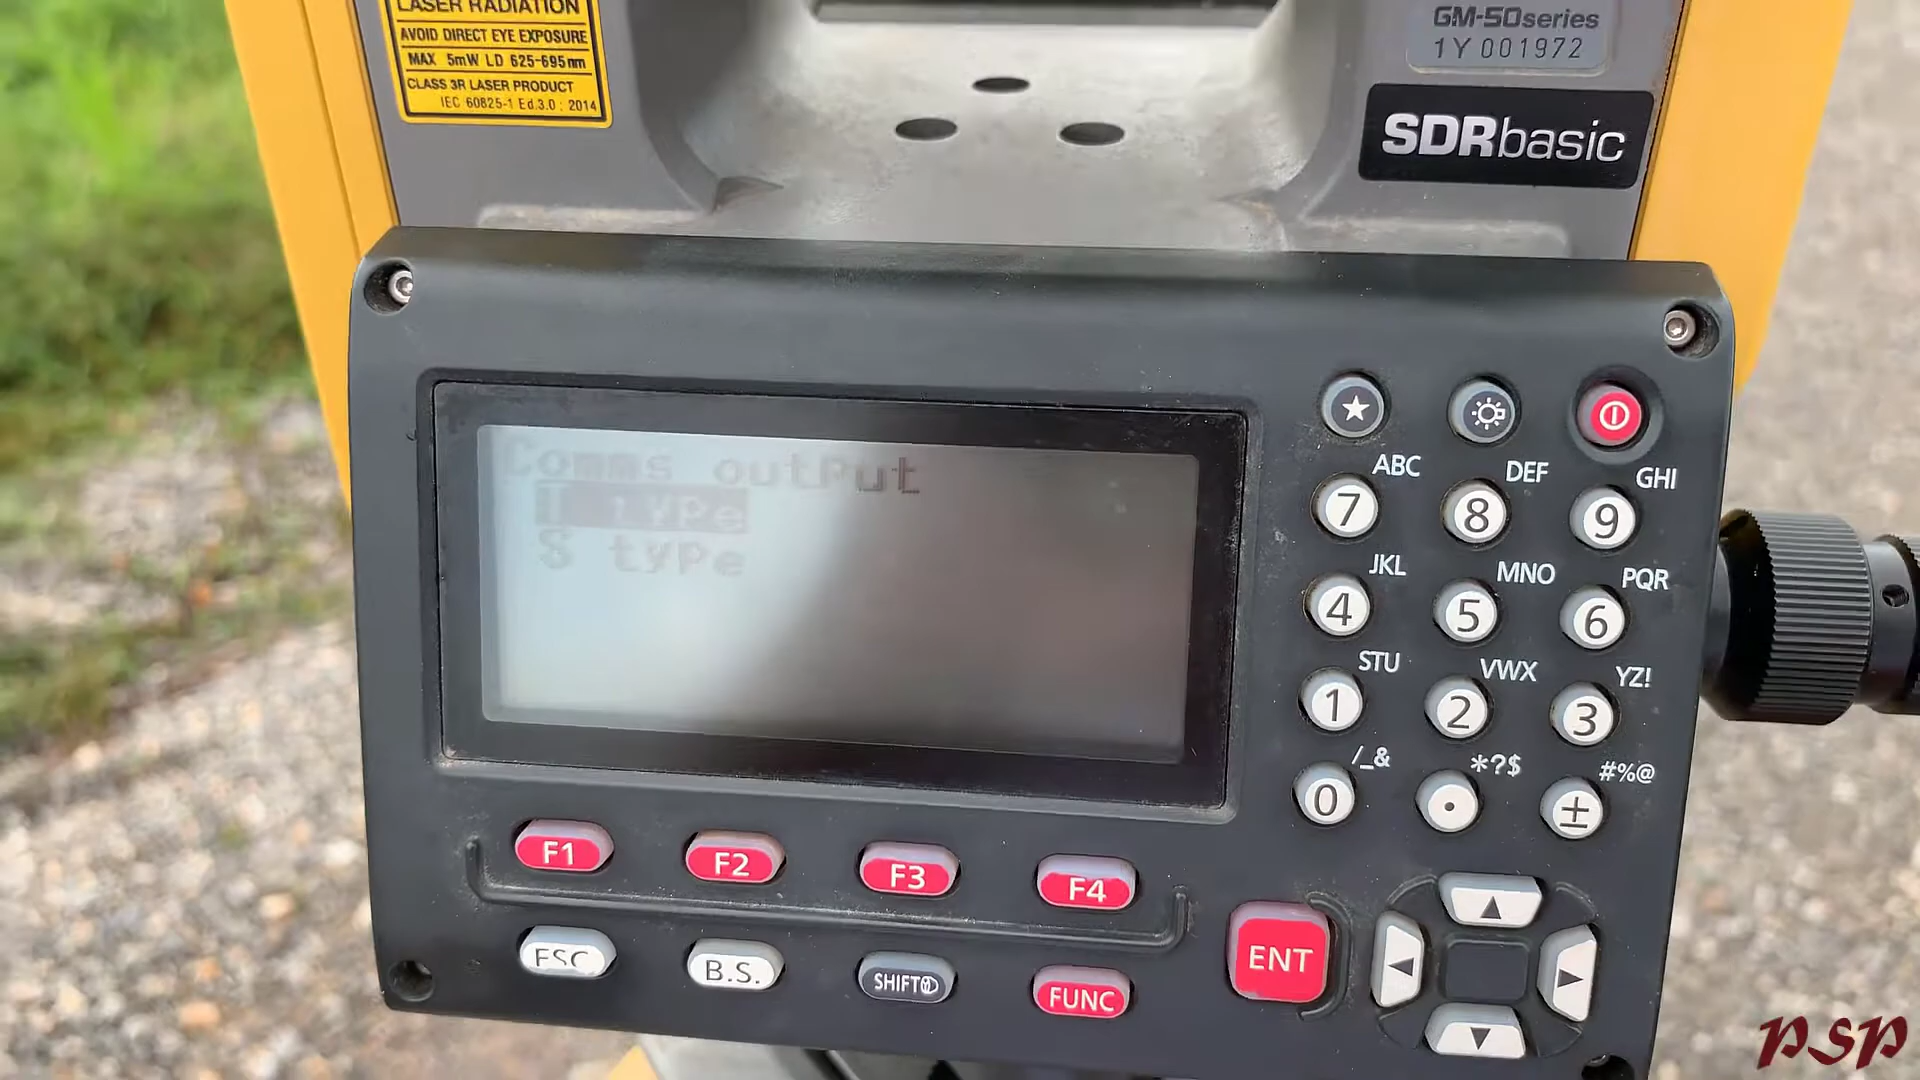 LASER RADIATION
AVOID DIRECT EYE EXPOSURE
MAX 5mW LD 625-695nm
CLASS 3R LASER PRODUCT
IEC 60825-1 Ed.3.0 : 2014
GM-50series
1Y 001972
SDRbasic
Comms outPut
T type
S type
ABC DEF GHI
7 8 9
JKL MNO PQR
4 5 6
STU VWX YZ!
1 2 3
/_& *?$ #%@
0 • ±
F1 F2 F3 F4
ESC B.S. SHIFT FUNC
ENT
PSP